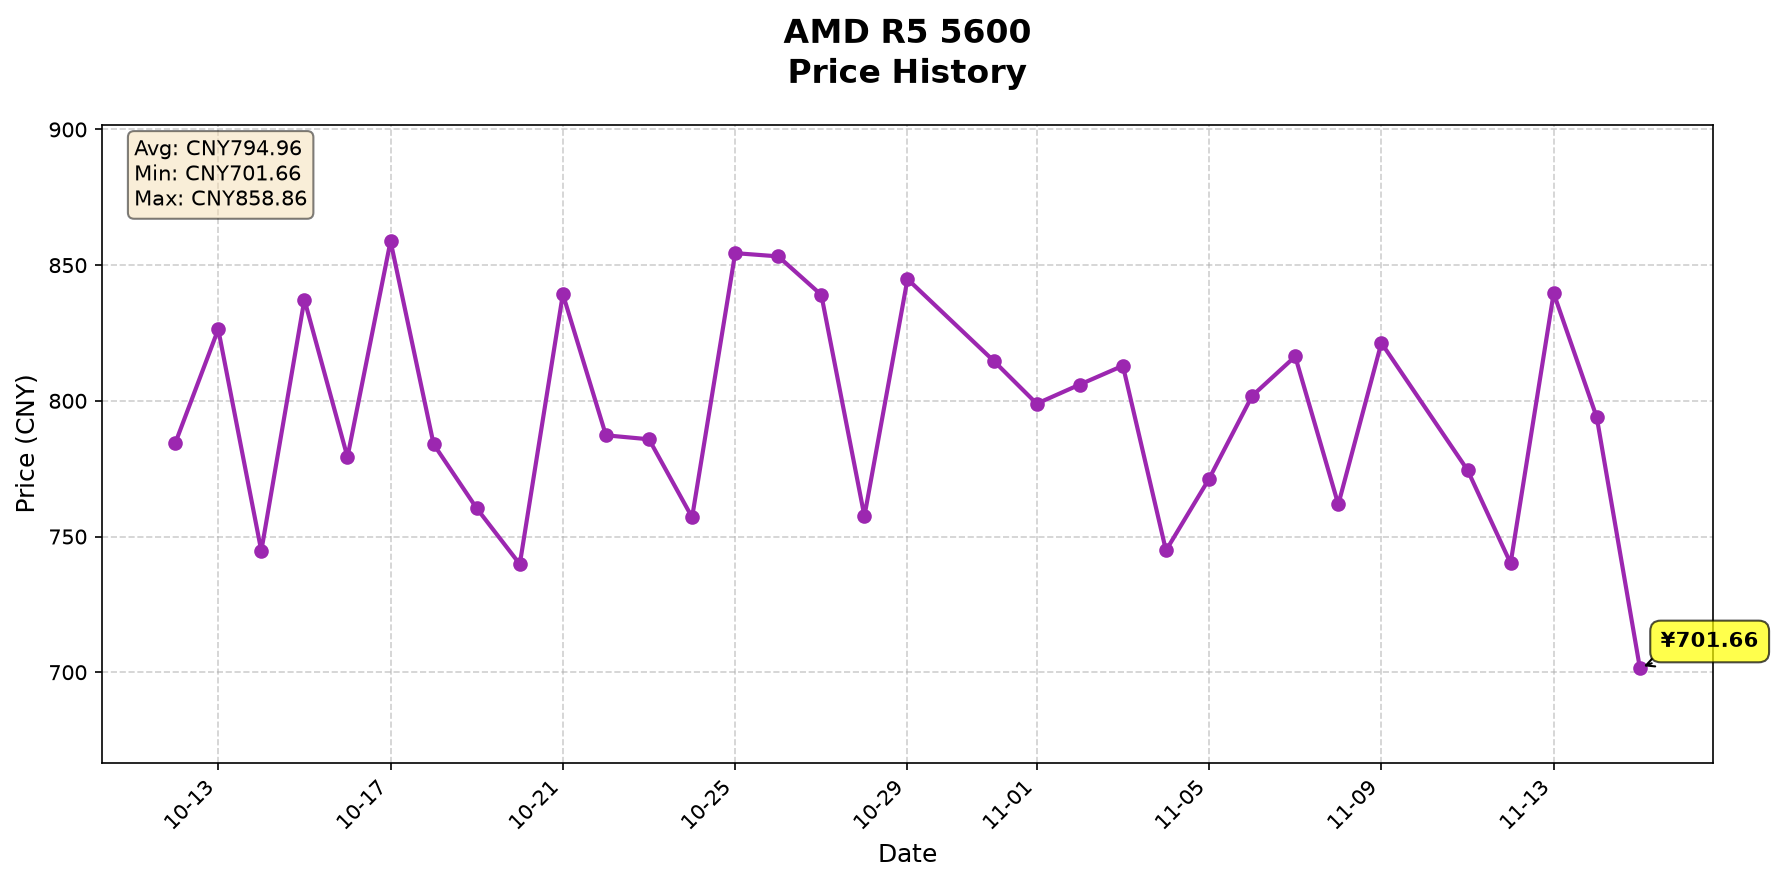 AMD R5 5600
Price History
Avg: CNY794.96
Min: CNY701.66
Max: CNY858.86
Price (CNY)
900
850
800
750
700
¥701.66
10-13
10-17
10-21
10-25
10-29
11-01
11-05
11-09
11-13
Date